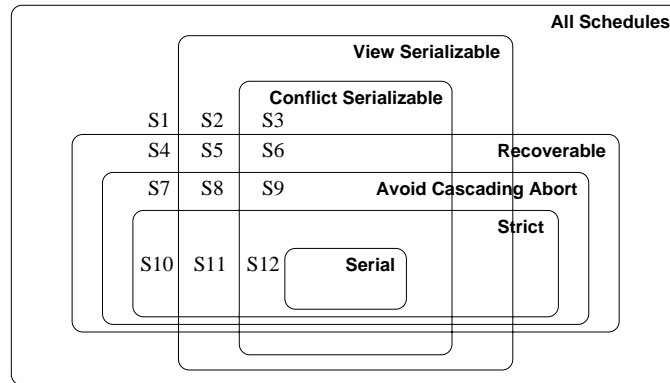 All Schedules
View Serializable
Conflict Serializable
S1 S2 S3
S4 S5 S6 Recoverable
S7 S8 S9 Avoid Cascading Abort
Strict
S10 S11 S12 Serial